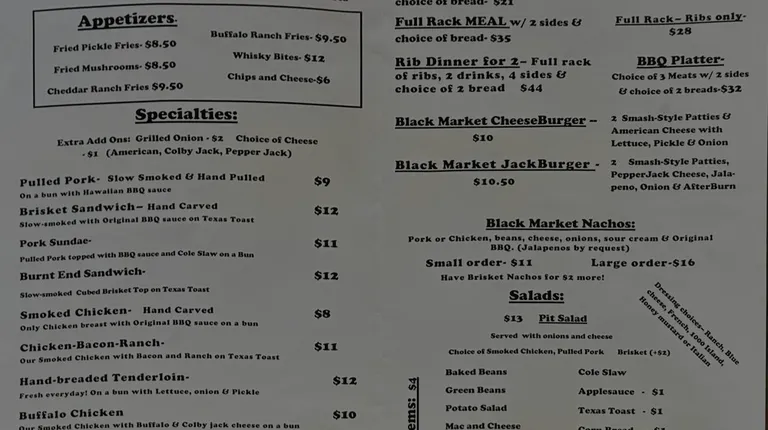 Appetizers-
Buffalo Ranch Fries- $9.50
Fried Pickle Fries- $8.50
Whisky Bites- $12
Fried Mushrooms- $8.50
Chips and Cheese-$6
Cheddar Ranch Fries $9.50
Specialties:
Extra Add Ons: Grilled Onion - $2 Choice of Cheese
- $1 (American, Colby Jack, Pepper Jack)
Pulled Pork- Slow Smoked & Hand Pulled $9
On a bun with Hawaiian BBQ sauce
Brisket Sandwich- Hand Carved $12
Slow-smoked with Original BBQ sauce on Texas Toast
Pork Sundae- $11
Pulled Pork topped with BBQ sauce and Cole Slaw on a Bun
Burnt End Sandwich- $12
Slow-smoked Cubed Brisket Top on Texas Toast
Smoked Chicken- Hand Carved $8
Only Chicken breast with Original BBQ sauce on a bun
Chicken-Bacon-Ranch- $11
Our Smoked Chicken with Bacon and Ranch on Texas Toast
Hand-breaded Tenderloin- $12
Fresh everyday! On a bun with Lettuce, onion & Pickle
Buffalo Chicken $10
Our Smoked Chicken with Buffalo & Colby jack cheese on a bun
choice of bread- $21
Full Rack MEAL w/ 2 sides &
choice of bread- $35
Full Rack- Ribs only-
$28
Rib Dinner for 2- Full rack
of ribs, 2 drinks, 4 sides &
choice of 2 bread $44
BBQ Platter-
Choice of 3 Meats w/ 2 sides
& choice of 2 breads-$32
Black Market CheeseBurger -
$10
2 Smash-Style Patties &
American Cheese with
Lettuce, Pickle & Onion
Black Market JackBurger -
$10.50
2 Smash-Style Patties,
PepperJack Cheese, Jala-
peno, Onion & AfterBurn
Black Market Nachos:
Pork or Chicken, beans, cheese, onions, sour cream & Original
BBQ. (Jalapenos by request)
Small order- $11 Large order-$16
Have Brisket Nachos for $2 more!
Salads:
$13 Pit Salad
Served with onions and cheese
Choice of Smoked Chicken, Pulled Pork Brisket (+$2)
Dressing choices- Ranch, Blue
cheese, French, 1000 Island,
Honey mustard or Italian
ems: $4
Baked Beans Cole Slaw
Green Beans Applesauce - $1
Potato Salad Texas Toast - $1
Mac and Cheese Corn Bread - $1